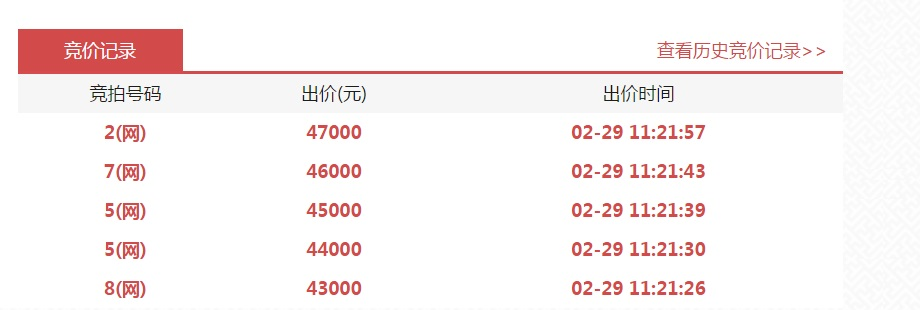 竞价记录 查看历史竞价记录>>
竞拍号码 出价(元) 出价时间
2(网) 47000 02-29 11:21:57
7(网) 46000 02-29 11:21:43
5(网) 45000 02-29 11:21:39
5(网) 44000 02-29 11:21:30
8(网) 43000 02-29 11:21:26